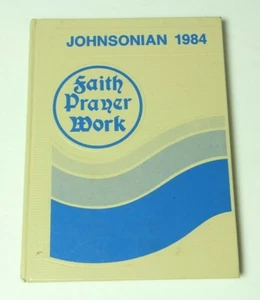 JOHNSONIAN 1984
Faith
Prayer
Work